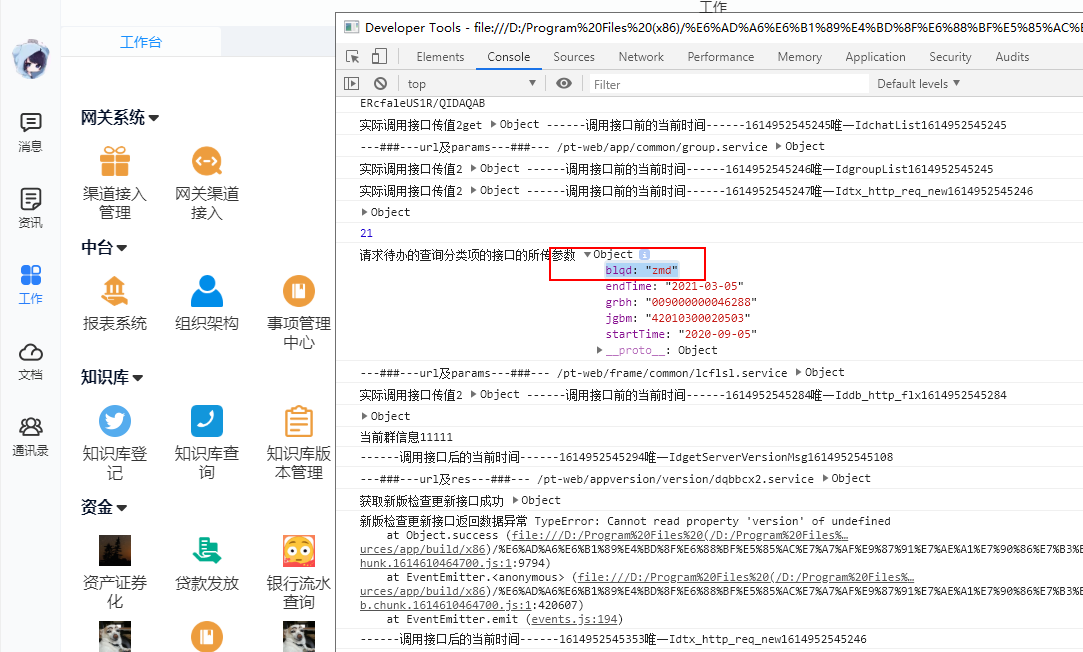 工作
工作台
消息
资讯
工作
文档
通讯录
网关系统
渠道接入管理
网关渠道接入
中台
报表系统
组织架构
事项管理中心
知识库
知识库登记
知识库查询
知识库版本管理
资金
资产证券化
贷款发放
银行流水查询
Developer Tools - file:///D:/Program%20Files%20(x86)/%E6%AD%A6%E6%B1%89%E4%BD%8F%E6%88%BF%E5%85%AC%E
Elements Console Sources Network Performance Memory Application Security Audits
top Filter Default levels
ERcfaleUS1R/QIDAQAB
实际调用接口传值2get Object ------调用接口前的当前时间------1614952545245唯一IdchatList1614952545245
---###---url及params---###--- /pt-web/app/common/group.service Object
实际调用接口传值2 Object ------调用接口前的当前时间------1614952545246唯一IdgroupList1614952545245
实际调用接口传值2 Object ------调用接口前的当前时间------1614952545247唯一Idtx_http_req_new1614952545246
Object
21
请求待办的查询分类项的接口的所传参数 Object i
blqd: "zmd"
endTime: "2021-03-05"
grbh: "009000000046288"
jgbm: "42010300020503"
startTime: "2020-09-05"
__proto__: Object
---###---url及params---###--- /pt-web/frame/common/lcflsl.service Object
实际调用接口传值2 Object ------调用接口前的当前时间------1614952545284唯一Iddb_http_flx1614952545284
Object
当前群信息11111
------调用接口后的当前时间------1614952545294唯一IdgetServerVersionMsg1614952545108
---###---url及res---###--- /pt-web/appversion/version/dqbbcx2.service Object
获取新版检查更新接口成功 Object
新版检查更新接口返回数据异常 TypeError: Cannot read property 'version' of undefined
at Object.success (file:///D:/Program%20Files%20(/D:/Program%20Files%…
urces/app/build/x86)/%E6%AD%A6%E6%B1%89%E4%BD%8F%E6%88%BF%E5%85%AC%E7%A7%AF%E9%87%91%E7%AE%A1%E7%90%86%E7%B3%E
hunk.1614610464700.js:1:9794)
at EventEmitter.<anonymous> (file:///D:/Program%20Files%20(/D:/Program%20Files%…
urces/app/build/x86)/%E6%AD%A6%E6%B1%89%E4%BD%8F%E6%88%BF%E5%85%AC%E7%A7%AF%E9%87%91%E7%AE%A1%E7%90%86%E7%B3%E
b.chunk.1614610464700.js:1:420607)
at EventEmitter.emit (events.js:194)
------调用接口后的当前时间------1614952545353唯一Idtx_http_req_new1614952545246